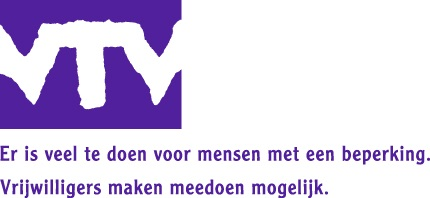 VTV
Er is veel te doen voor mensen met een beperking.
Vrijwilligers maken meedoen mogelijk.